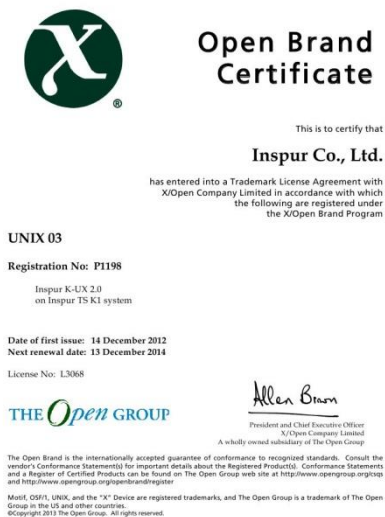 X
®
Open Brand
Certificate
This is to certify that
Inspur Co., Ltd.
has entered into a Trademark License Agreement with
X/Open Company Limited in accordance with which
the following are registered under
the X/Open Brand Program
UNIX 03
Registration No: P1198
Inspur K-UX 2.0
on Inspur TS K1 system
Date of first issue: 14 December 2012
Next renewal date: 13 December 2014
License No: L3068
Allen Brown
THE Open GROUP
President and Chief Executive Officer
X/Open Company Limited
A wholly owned subsidiary of The Open Group
The Open Brand is the internationally accepted guarantee of conformance to recognized standards. Consult the
vendor's Conformance Statement(s) for important details about the Registered Product(s). Conformance Statements
and a Register of Certified Products can be found on The Open Group web site at http://www.opengroup.org/csqs
and http://www.opengroup.org/openbrand/register
Motif, OSF/1, UNIX, and the "X" Device are registered trademarks, and The Open Group is a trademark of The Open
Group in the US and other countries.
©Copyright 2013 The Open Group. All rights reserved.